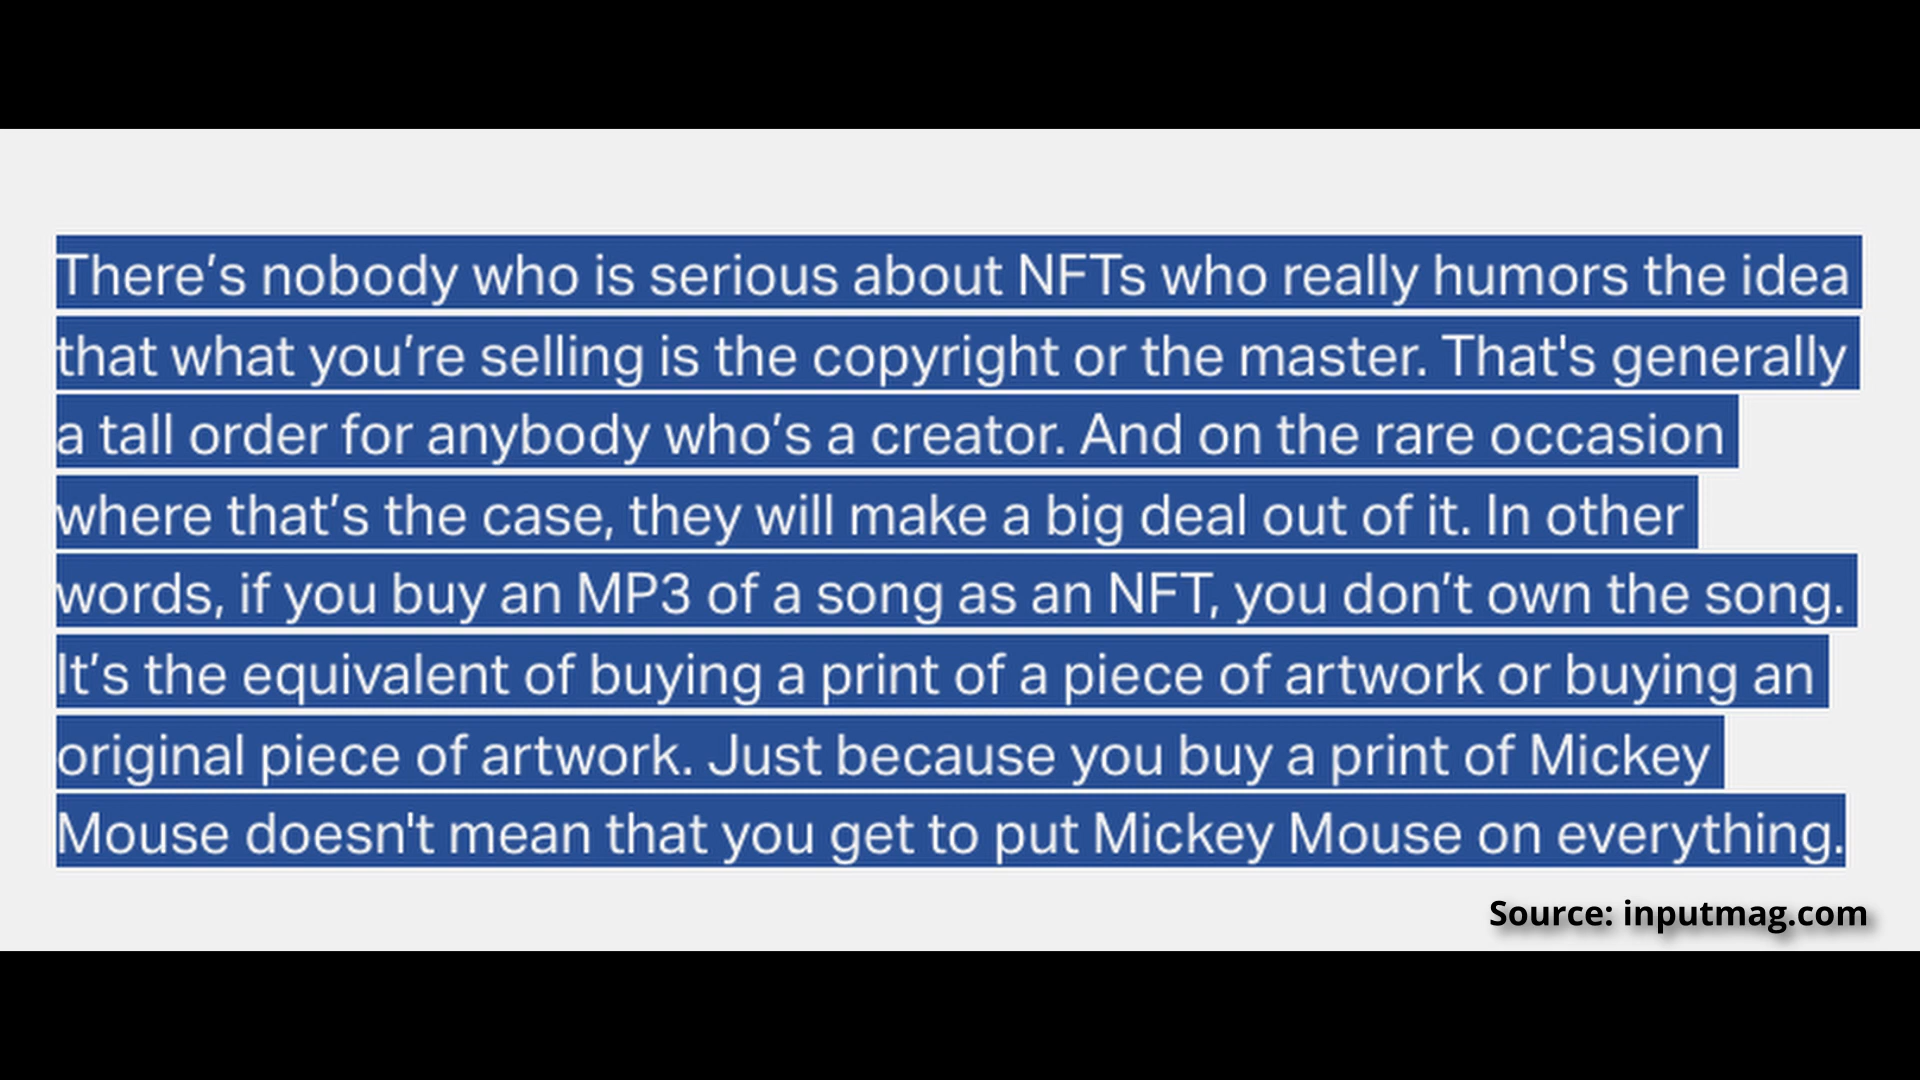 There’s nobody who is serious about NFTs who really humors the idea
that what you’re selling is the copyright or the master. That's generally
a tall order for anybody who’s a creator. And on the rare occasion
where that’s the case, they will make a big deal out of it. In other
words, if you buy an MP3 of a song as an NFT, you don’t own the song.
It’s the equivalent of buying a print of a piece of artwork or buying an
original piece of artwork. Just because you buy a print of Mickey
Mouse doesn't mean that you get to put Mickey Mouse on everything.
Source: inputmag.com